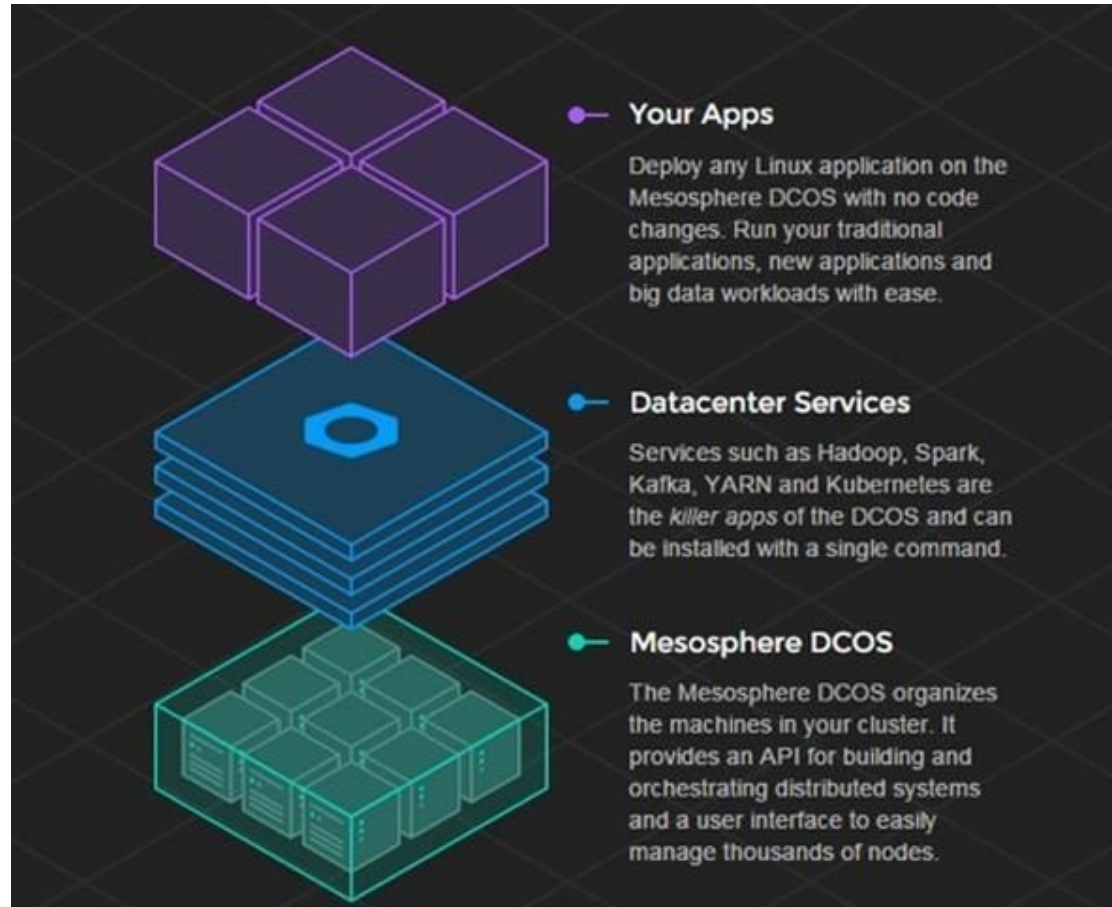 Your Apps
Deploy any Linux application on the
Mesosphere DCOS with no code
changes. Run your traditional
applications, new applications and
big data workloads with ease.
Datacenter Services
Services such as Hadoop, Spark,
Kafka, YARN and Kubernetes are
the killer apps of the DCOS and can
be installed with a single command.
Mesosphere DCOS
The Mesosphere DCOS organizes
the machines in your cluster. It
provides an API for building and
orchestrating distributed systems
and a user interface to easily
manage thousands of nodes.